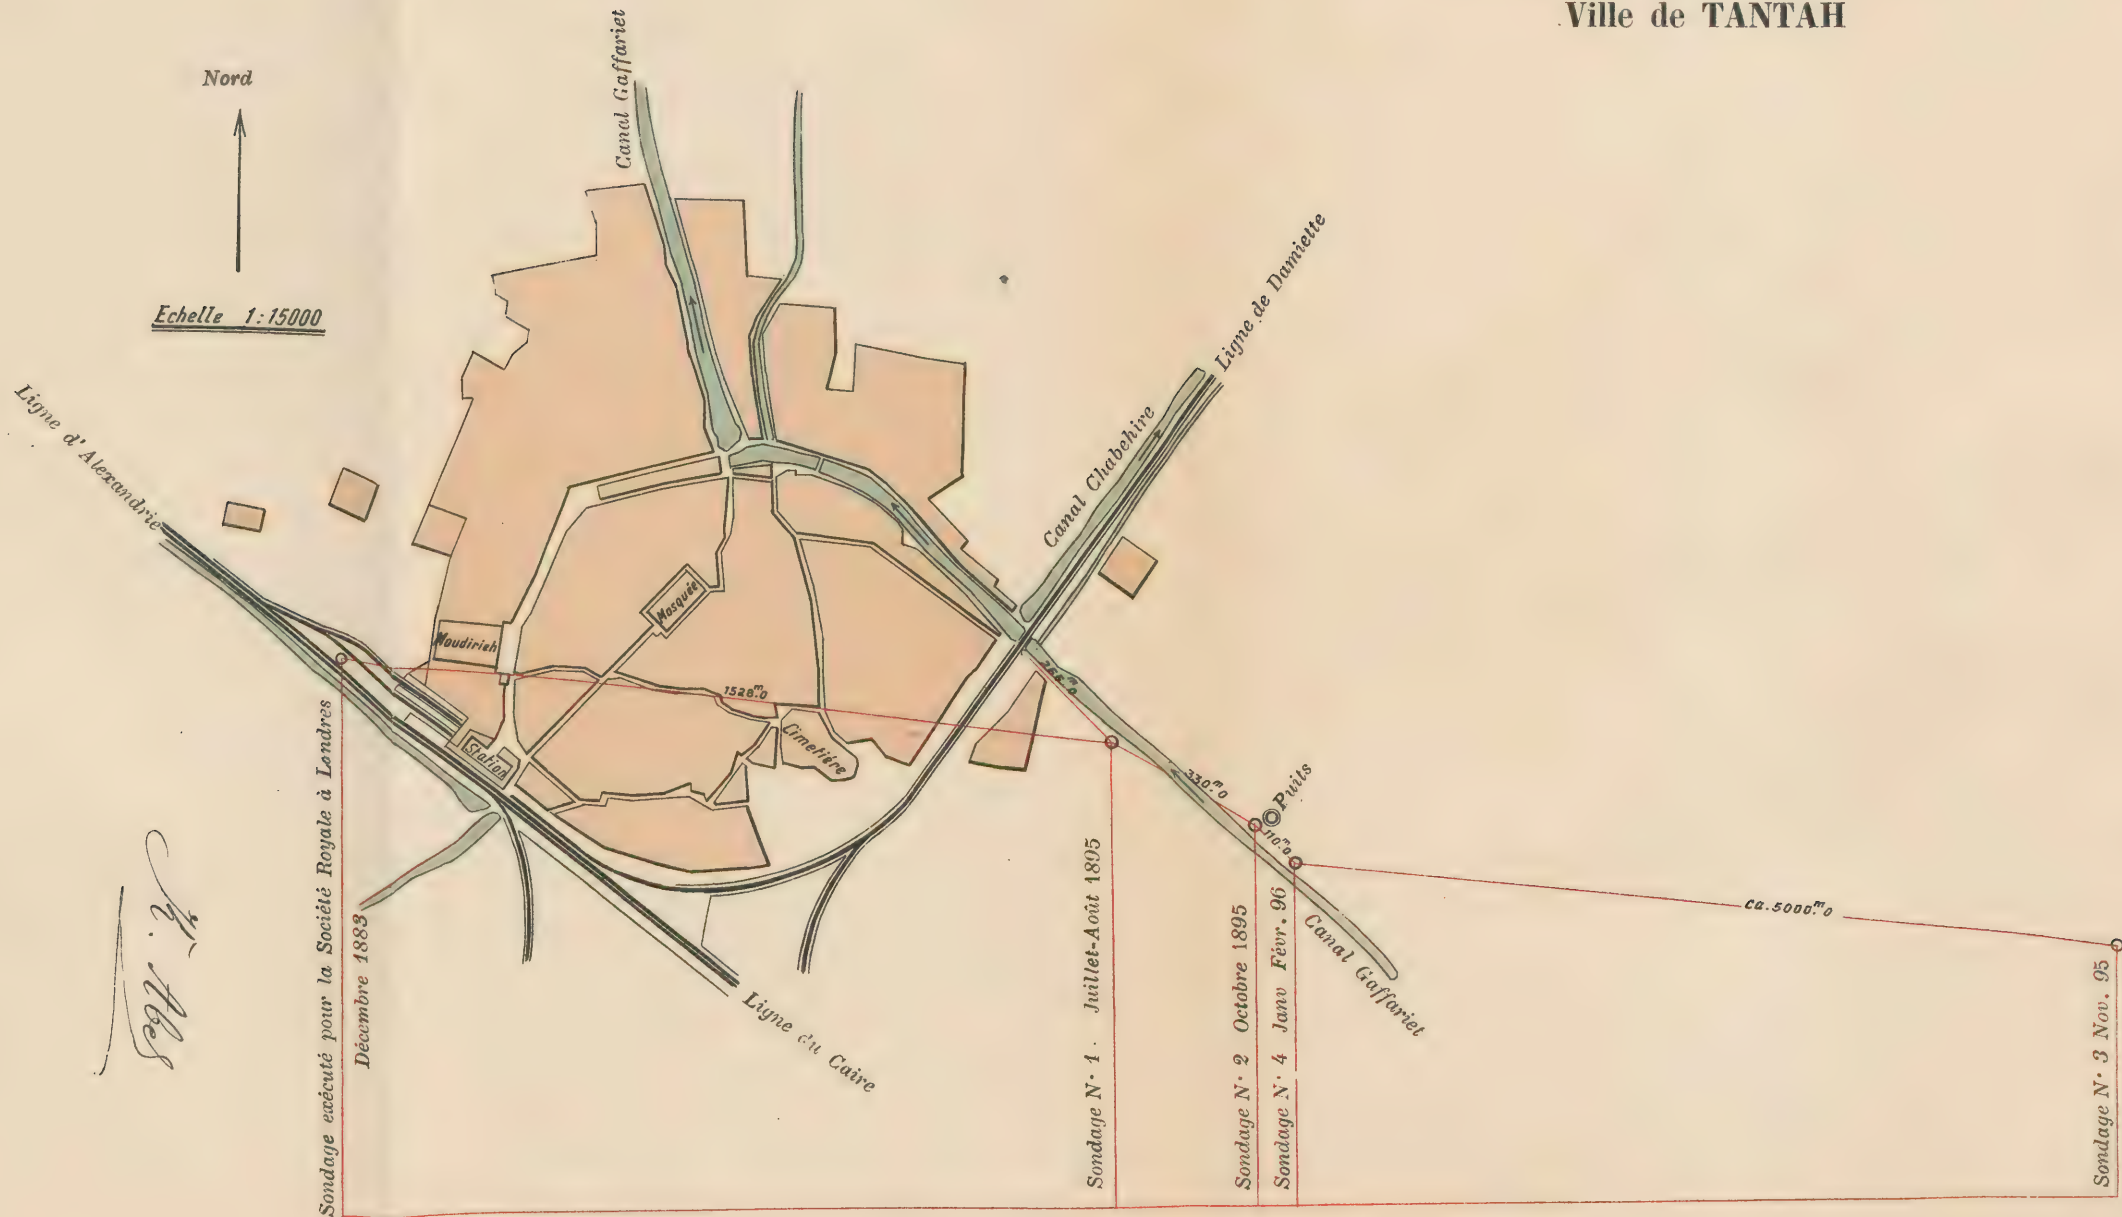 Ville de TANTAH
Nord
Echelle 1:15000
Canal Gaffariet
Ligne de Damiette
Canal Chabehire
Ligne d'Alexandrie
Mosquée
Moudirieh
Station
Cimetière
1528.m0
266.m0
330.m0
110.m0
Puits
ca.5000.m0
Canal Gaffariet
Ligne du Caire
Sondage exécuté pour la Société Royale à Londres
Décembre 1883
Sondage N. 1. Juillet-Août 1895
Sondage N. 2 Octobre 1895
Sondage N. 4 Janv Févr. 96
Sondage N. 3 Nov. 95